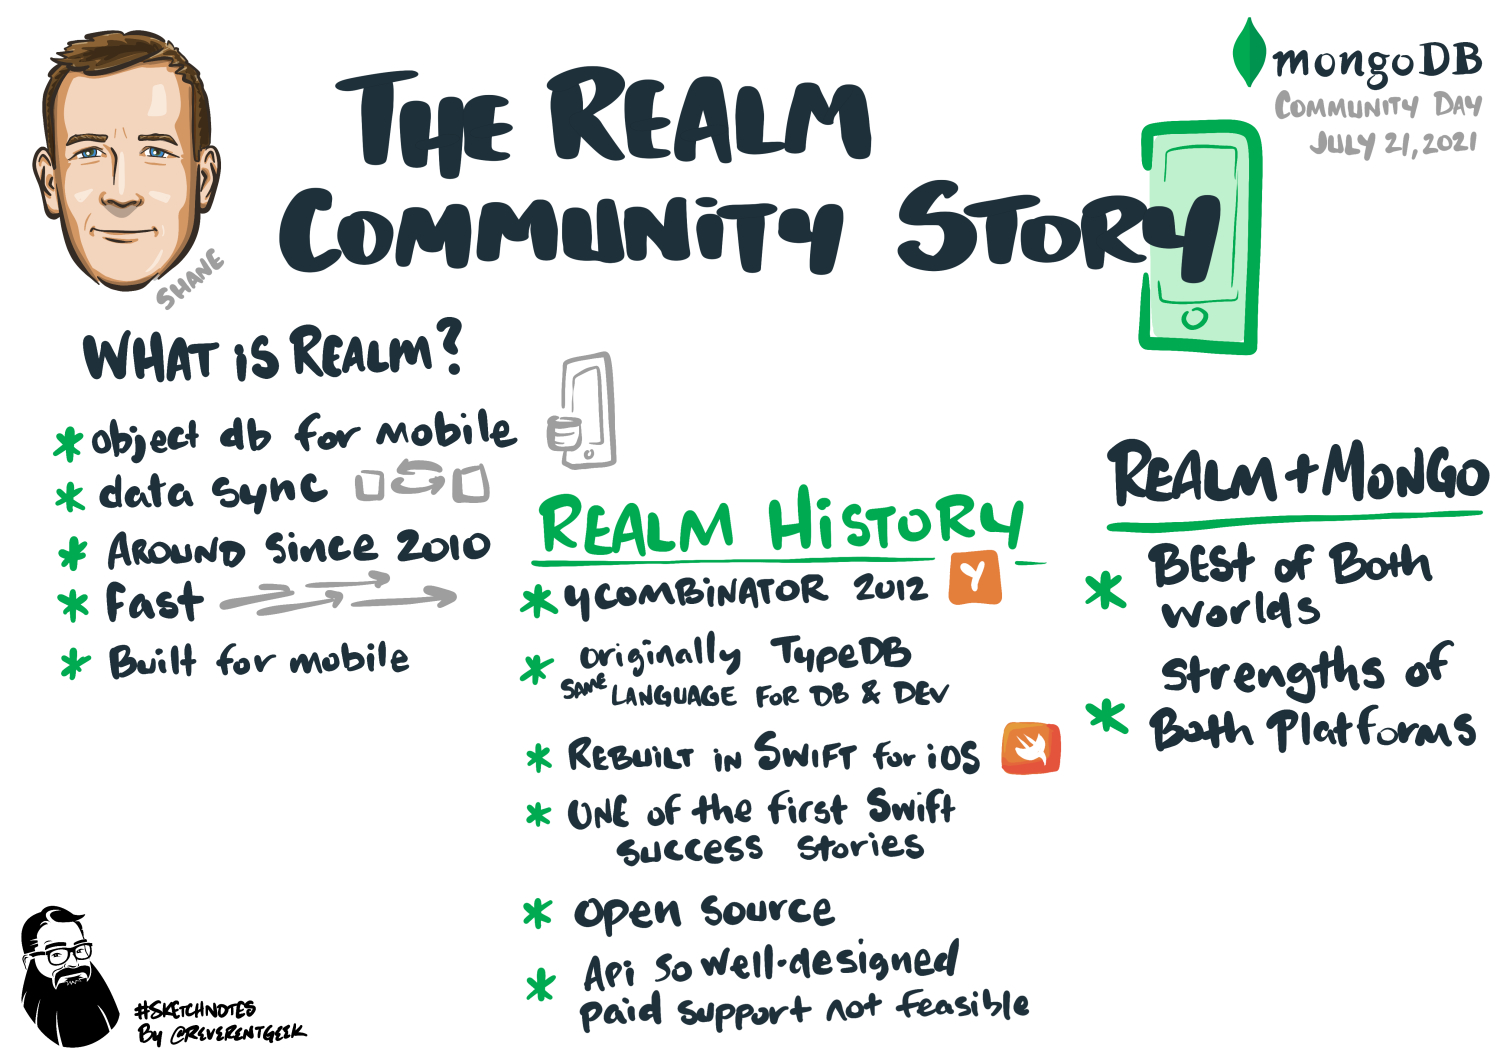 The Realm
Community Story
mongoDB
Community Day
July 21, 2021
Shane
What is Realm?
* object db for mobile
* data sync
* Around since 2010
* Fast
* Built for mobile
Realm History
* ycombinator 2012
Y
* originally TypeDB
same language for DB & Dev
* Rebuilt in Swift for iOS
* One of the first Swift
success stories
* open source
* Api so well-designed
paid support not feasible
Realm + Mongo
* Best of Both
worlds
* strengths of
Both Platforms
#sketchnotes
By @reverentgeek